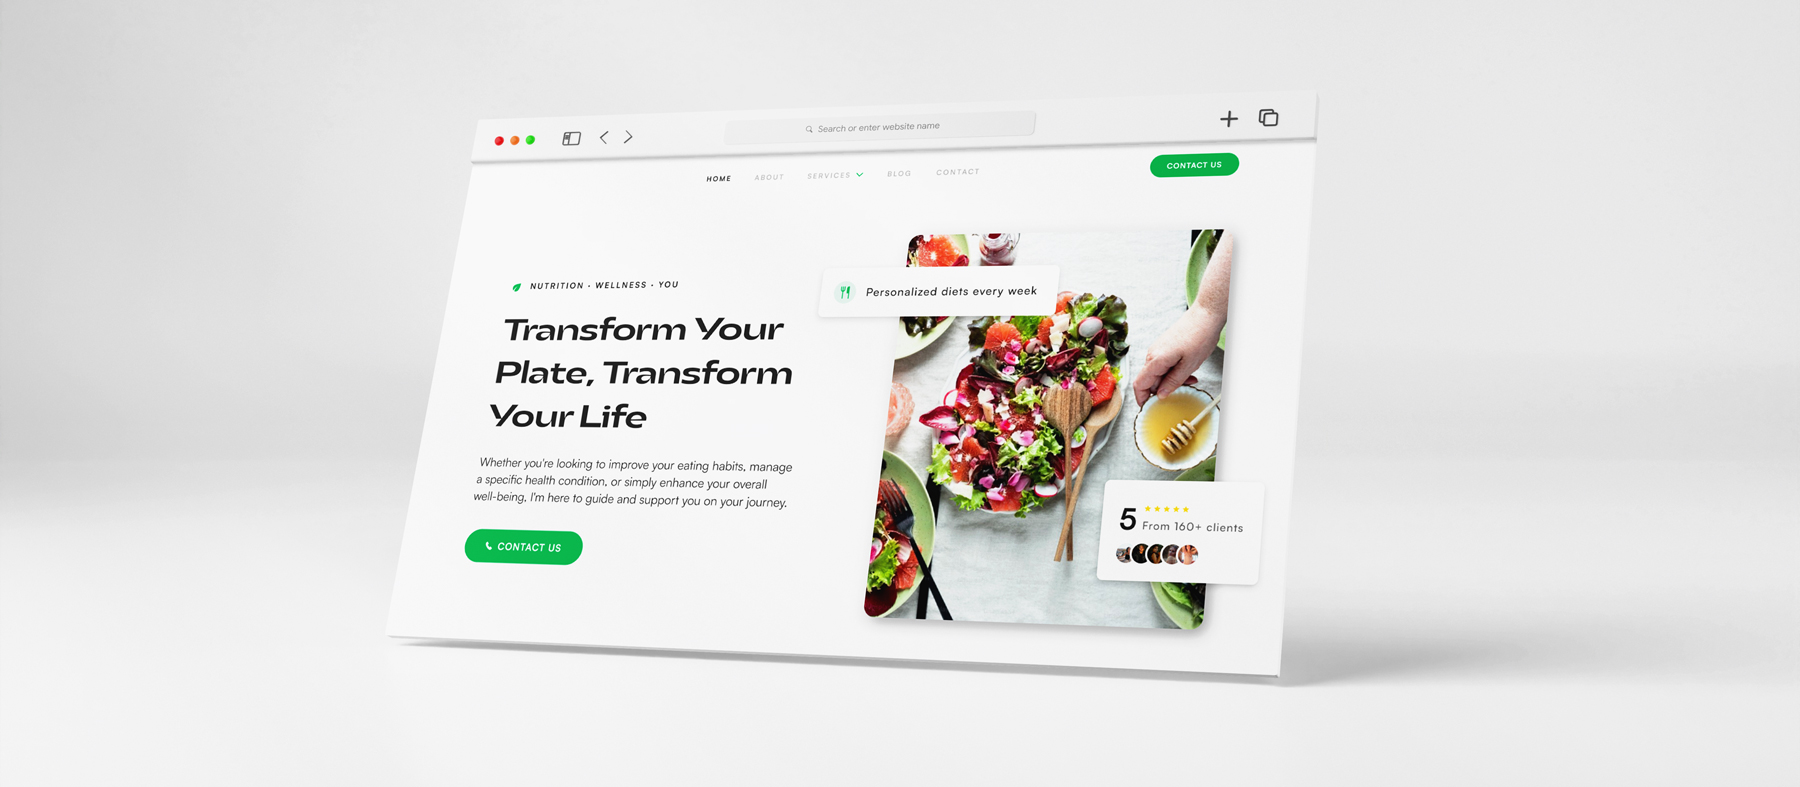 Search or enter website name
HOME ABOUT SERVICES BLOG CONTACT
CONTACT US
NUTRITION · WELLNESS · YOU
Transform Your
Plate, Transform
Your Life
Whether you're looking to improve your eating habits, manage
a specific health condition, or simply enhance your overall
well-being, I'm here to guide and support you on your journey.
CONTACT US
Personalized diets every week
5
From 160+ clients